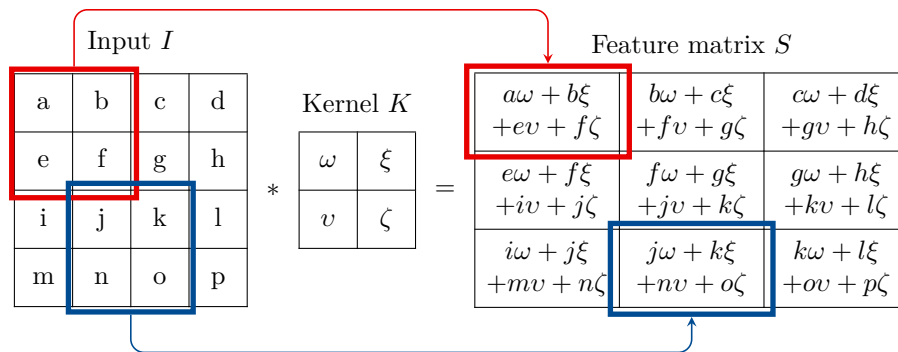 Input I
Feature matrix S
Kernel K
a b c d
e f g h
i j k l
m n o p
*
ω ξ
υ ζ
=
aω + bξ
+eυ + fζ
bω + cξ
+fυ + gζ
cω + dξ
+gυ + hζ
eω + fξ
+iυ + jζ
fω + gξ
+jυ + kζ
gω + hξ
+kυ + lζ
iω + jξ
+mυ + nζ
jω + kξ
+nυ + oζ
kω + lξ
+oυ + pζ